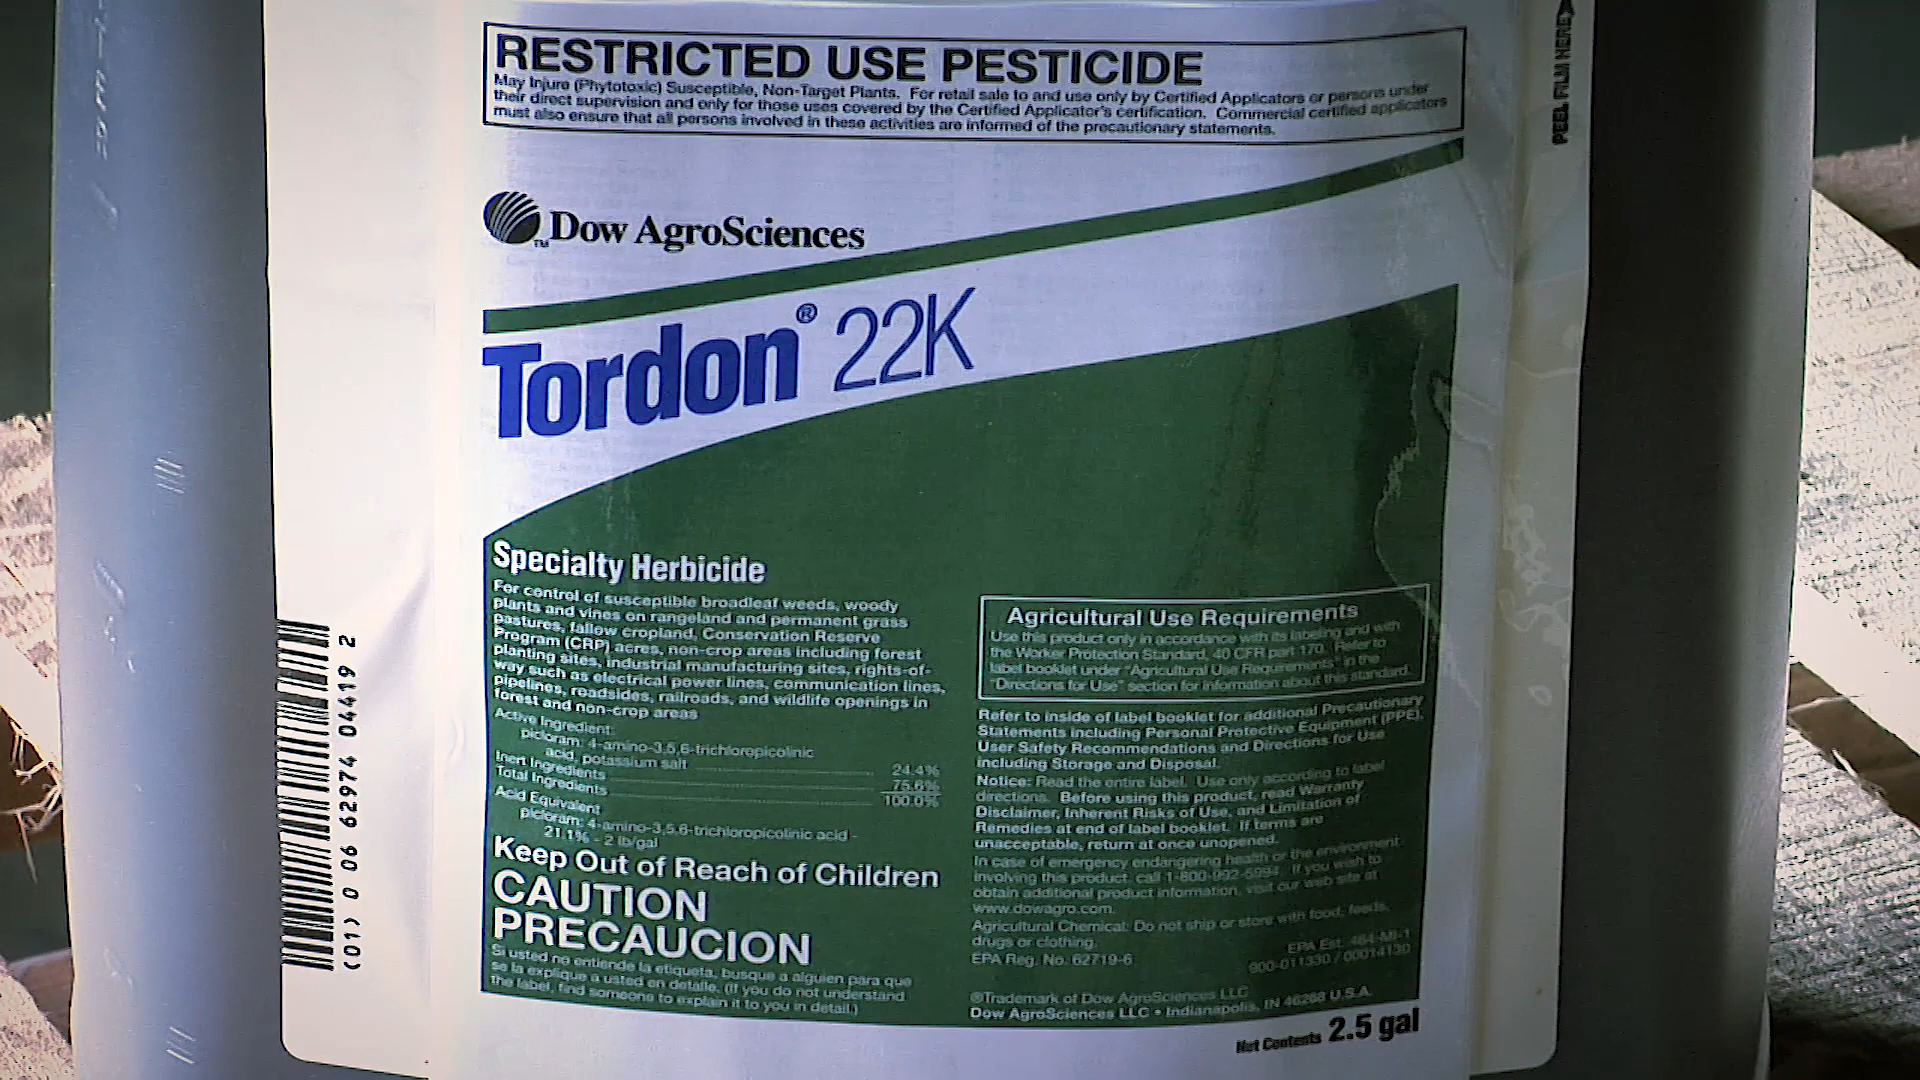 RESTRICTED USE PESTICIDE
May Injure (Phytotoxic) Susceptible, Non-Target Plants. For retail sale to and use only by Certified Applicators or persons under
their direct supervision and only for those uses covered by the Certified Applicator's certification. Commercial certified applicators
must also ensure that all persons involved in these activities are informed of the precautionary statements.
PEEL FILM HERE
Dow AgroSciences
TM
Tordon® 22K
Specialty Herbicide
For control of susceptible broadleaf weeds, woody
plants and vines on rangeland and permanent grass
pastures, fallow cropland, Conservation Reserve
Program (CRP) acres, non-crop areas including forest
planting sites, industrial manufacturing sites, rights-of-
way such as electrical power lines, communication lines,
pipelines, roadsides, railroads, and wildlife openings in
forest and non-crop areas
Active Ingredient:
picloram: 4-amino-3,5,6-trichloropicolinic
acid, potassium salt 24.4%
Inert Ingredients 75.6%
Total Ingredients 100.0%
Acid Equivalent
picloram: 4-amino-3,5,6-trichloropicolinic acid -
21.1% - 2 lb/gal
Keep Out of Reach of Children
CAUTION
PRECAUCION
Si usted no entiende la etiqueta, busque a alguien para que
se la explique a usted en detalle. (If you do not understand
the label, find someone to explain it to you in detail.)
Agricultural Use Requirements
Use this product only in accordance with its labeling and with
the Worker Protection Standard, 40 CFR part 170. Refer to
label booklet under "Agricultural Use Requirements" in the
"Directions for Use" section for information about this standard.
Refer to inside of label booklet for additional Precautionary
Statements including Personal Protective Equipment (PPE),
User Safety Recommendations and Directions for Use
including Storage and Disposal.
Notice: Read the entire label. Use only according to label
directions. Before using this product, read Warranty
Disclaimer, Inherent Risks of Use, and Limitation of
Remedies at end of label booklet. If terms are
unacceptable, return at once unopened.
In case of emergency endangering health or the environment
involving this product, call 1-800-992-5994. If you wish to
obtain additional product information, visit our web site at
www.dowagro.com.
Agricultural Chemical: Do not ship or store with food, feeds,
drugs or clothing.
EPA Reg. No. 62719-6
EPA Est. 464-MI-1
900-011330 / 00014130
®Trademark of Dow AgroSciences LLC
Dow AgroSciences LLC • Indianapolis, IN 46268 U.S.A.
Net Contents 2.5 gal
(01) 0 06 62974 04419 2